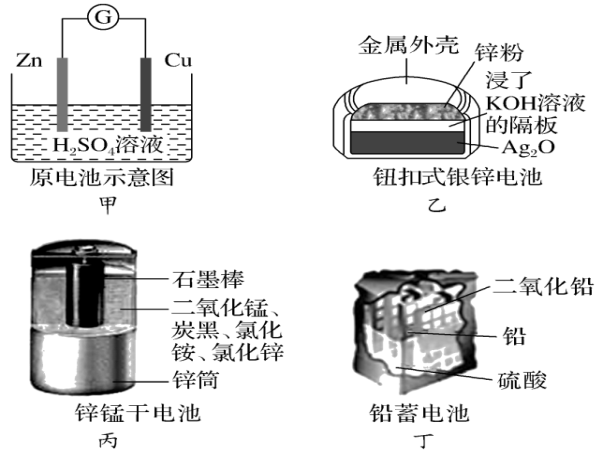 G
Zn
Cu
H₂SO₄溶液
原电池示意图
甲
金属外壳
锌粉
浸了
KOH溶液
的隔板
Ag₂O
钮扣式银锌电池
乙
石墨棒
二氧化锰、
炭黑、氯化
铵、氯化锌
锌筒
锌锰干电池
丙
二氧化铅
铅
硫酸
铅蓄电池
丁